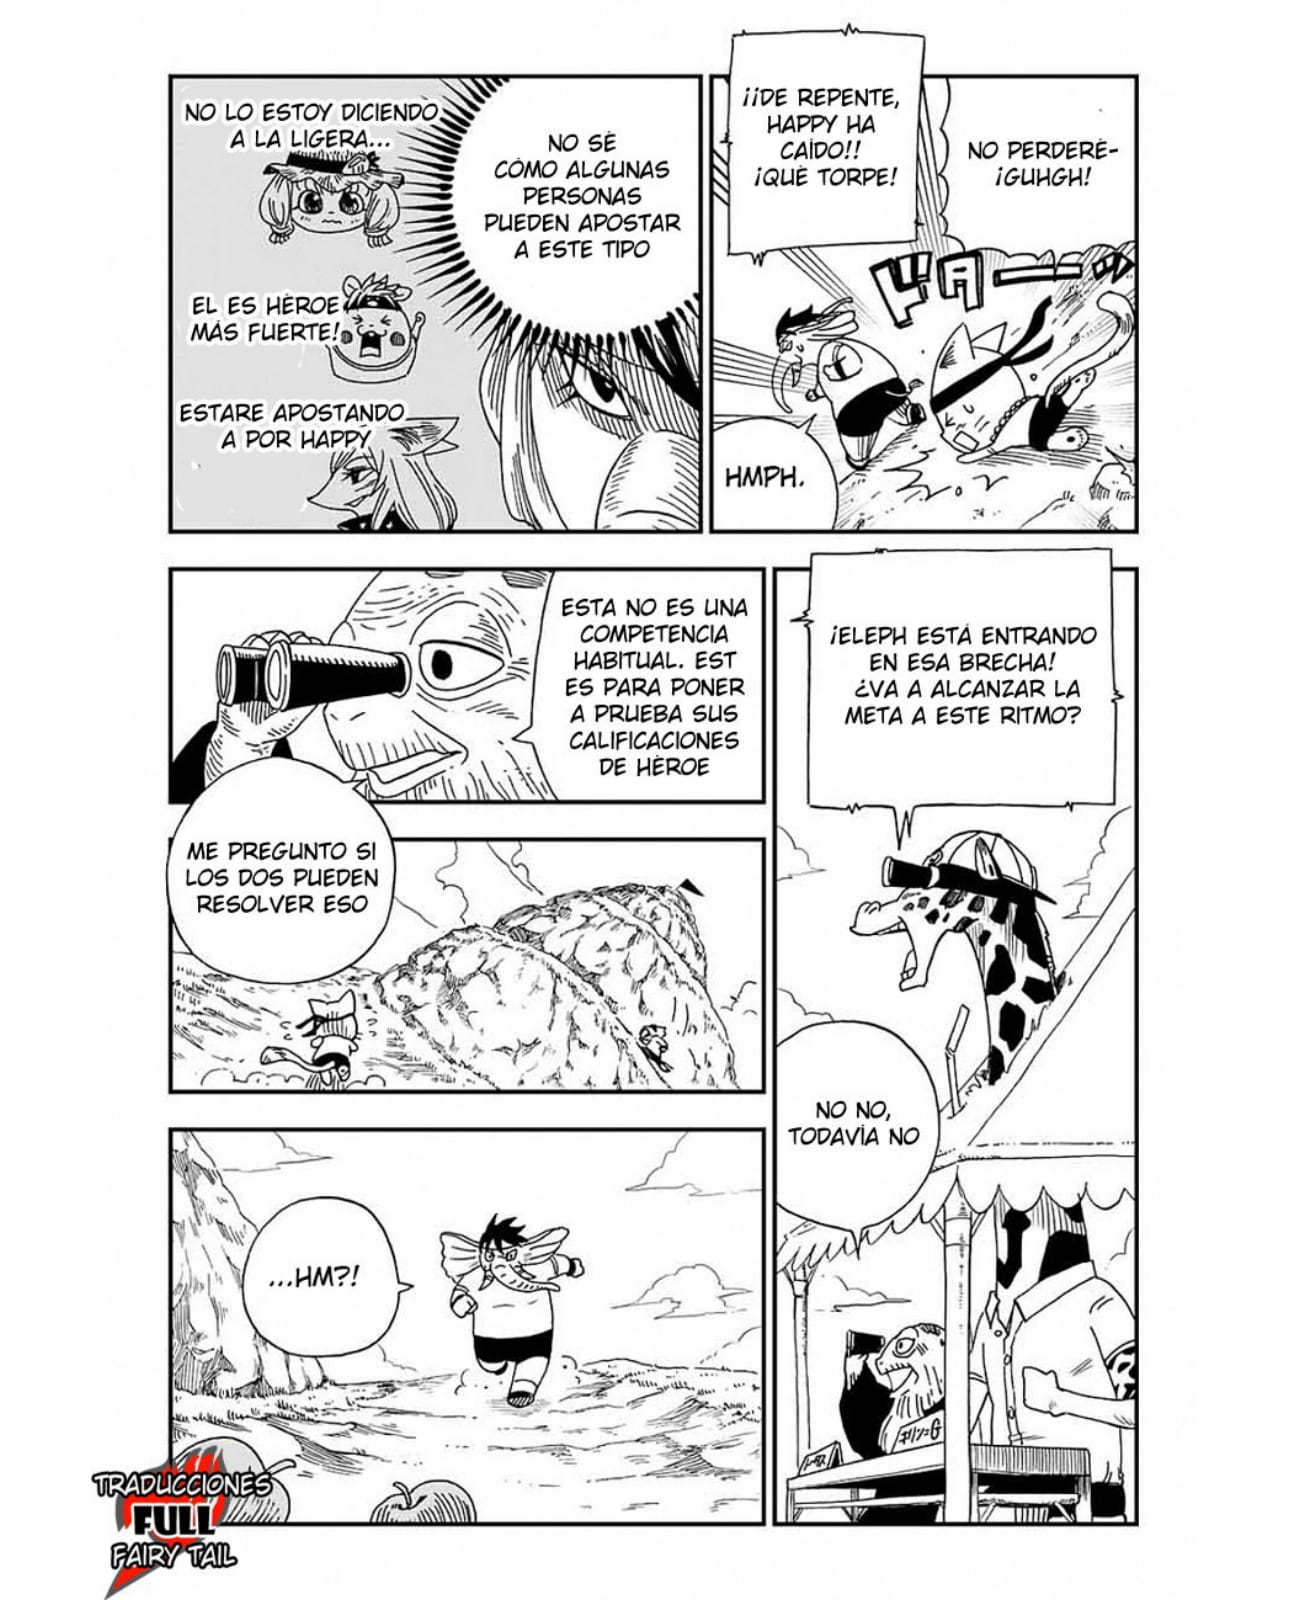 ¡¡DE REPENTE,
HAPPY HA
CAÍDO!!
¡QUÉ TORPE!
NO PERDERÉ-
¡GUHGH!
ドターッ
HMPH.
NO SÉ
CÓMO ALGUNAS
PERSONAS
PUEDEN APOSTAR
A ESTE TIPO
NO LO ESTOY DICIENDO
A LA LIGERA...
EL ES HÉROE
MÁS FUERTE!
ESTARE APOSTANDO
A POR HAPPY
¡ELEPH ESTÁ ENTRANDO
EN ESA BRECHA!
¿VA A ALCANZAR LA
META A ESTE RITMO?
NO NO,
TODAVÍA NO
ESTA NO ES UNA
COMPETENCIA
HABITUAL. EST
ES PARA PONER
A PRUEBA SUS
CALIFICACIONES
DE HÉROE
ME PREGUNTO SI
LOS DOS PUEDEN
RESOLVER ESO
...HM?!
TRADUCCIONES
FULL
FAIRY TAIL